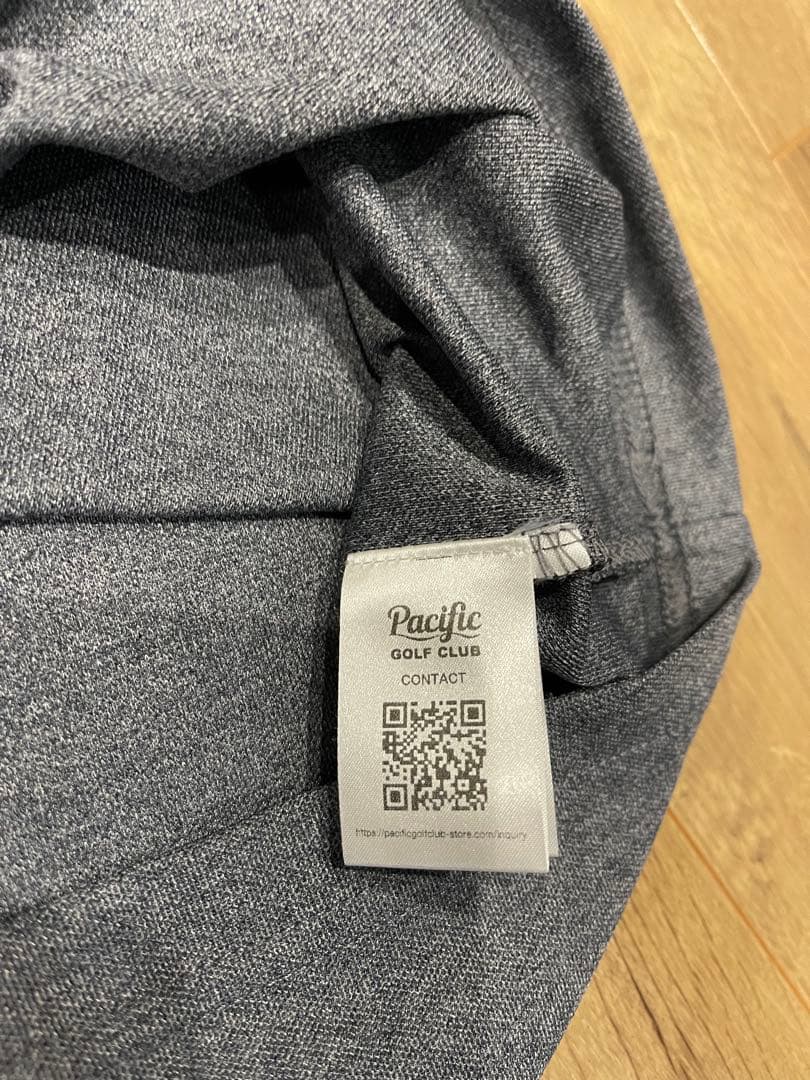 Pacific
GOLF CLUB
CONTACT
https://pacificgolfclub-store.com/inquiry